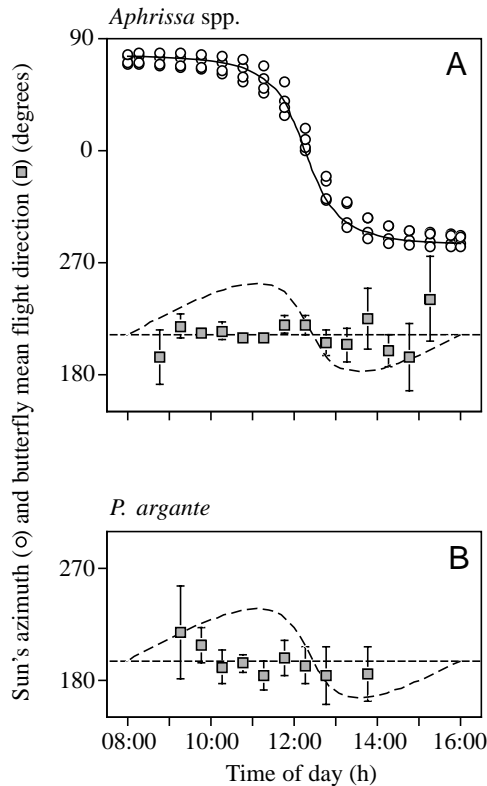 Aphrissa spp.
A
90
0
270
180
Sun's azimuth (○) and butterfly mean flight direction (■) (degrees)
P. argante
B
270
180
08:00 10:00 12:00 14:00 16:00
Time of day (h)